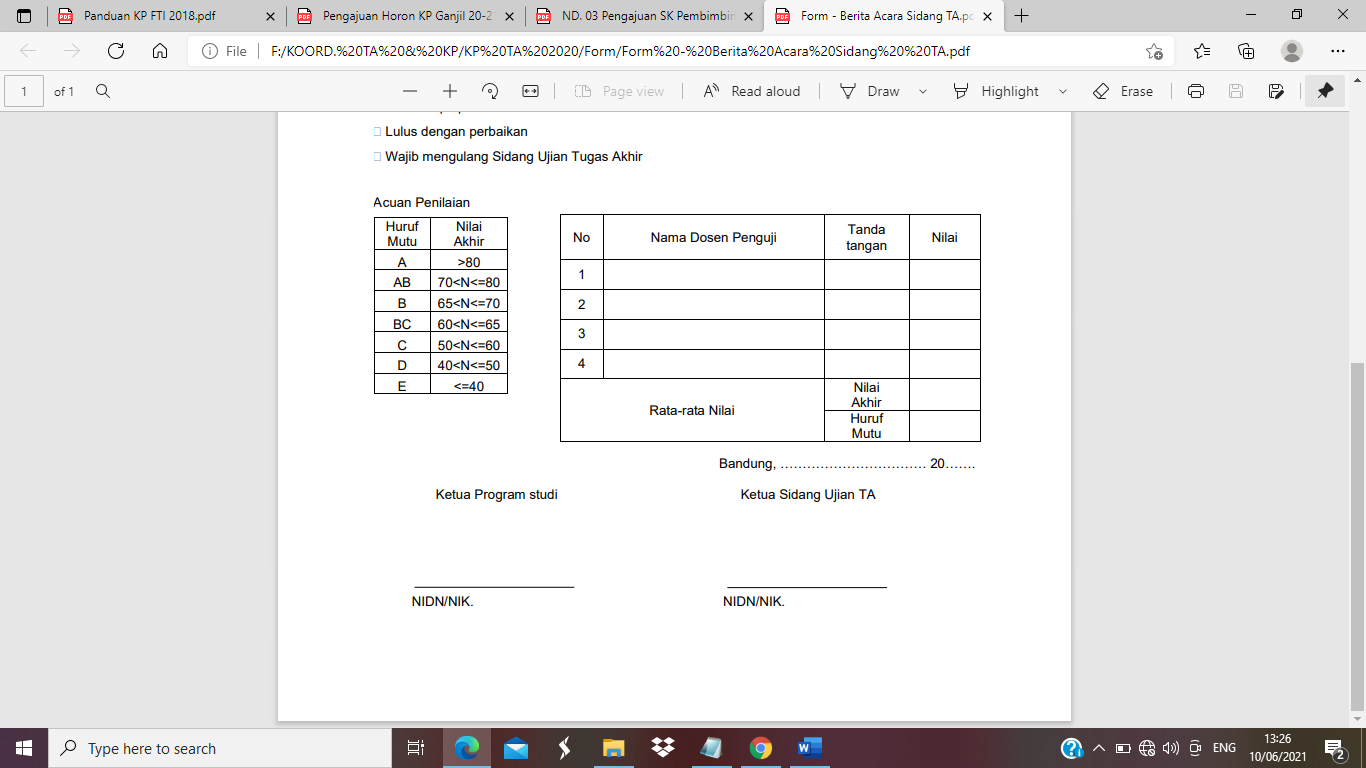 Panduan KP FTI 2018.pdf
Pengajuan Horon KP Ganjil 20-2
ND. 03 Pengajuan SK Pembimbin
Form - Berita Acara Sidang TA.pd
File
F:/KOORD.%20TA%20&%20KP/KP%20TA%202020/Form/Form%20-%20Berita%20Acara%20Sidang%20%20TA.pdf
1 of 1
Page view
Read aloud
Draw
Highlight
Erase
Lulus dengan perbaikan
Wajib mengulang Sidang Ujian Tugas Akhir
Acuan Penilaian
Huruf Mutu Nilai Akhir
A >80
AB 70<N<=80
B 65<N<=70
BC 60<N<=65
C 50<N<=60
D 40<N<=50
E <=40
No Nama Dosen Penguji Tanda tangan Nilai
1
2
3
4
Rata-rata Nilai
Nilai Akhir
Huruf Mutu
Bandung, …………………………… 20…….
Ketua Program studi Ketua Sidang Ujian TA
NIDN/NIK. NIDN/NIK.
Type here to search
ENG
13:26
10/06/2021
2